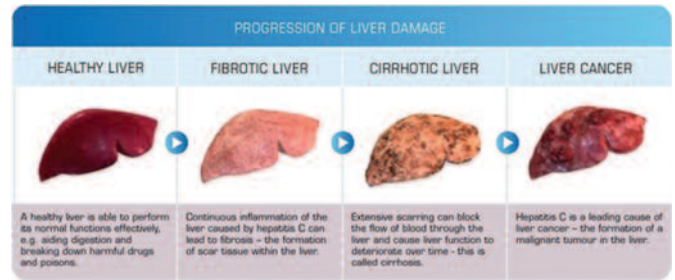 PROGRESSION OF LIVER DAMAGE
HEALTHY LIVER
FIBROTIC LIVER
CIRRHOTIC LIVER
LIVER CANCER
A healthy liver is able to perform
its normal functions effectively,
e.g. aiding digestion and
breaking down harmful drugs
and poisons.
Continuous inflammation of the
liver caused by hepatitis C can
lead to fibrosis – the formation
of scar tissue within the liver.
Extensive scarring can block
the flow of blood through the
liver and cause liver function to
deteriorate over time - this is
called cirrhosis.
Hepatitis C is a leading cause of
liver cancer – the formation of a
malignant tumour in the liver.